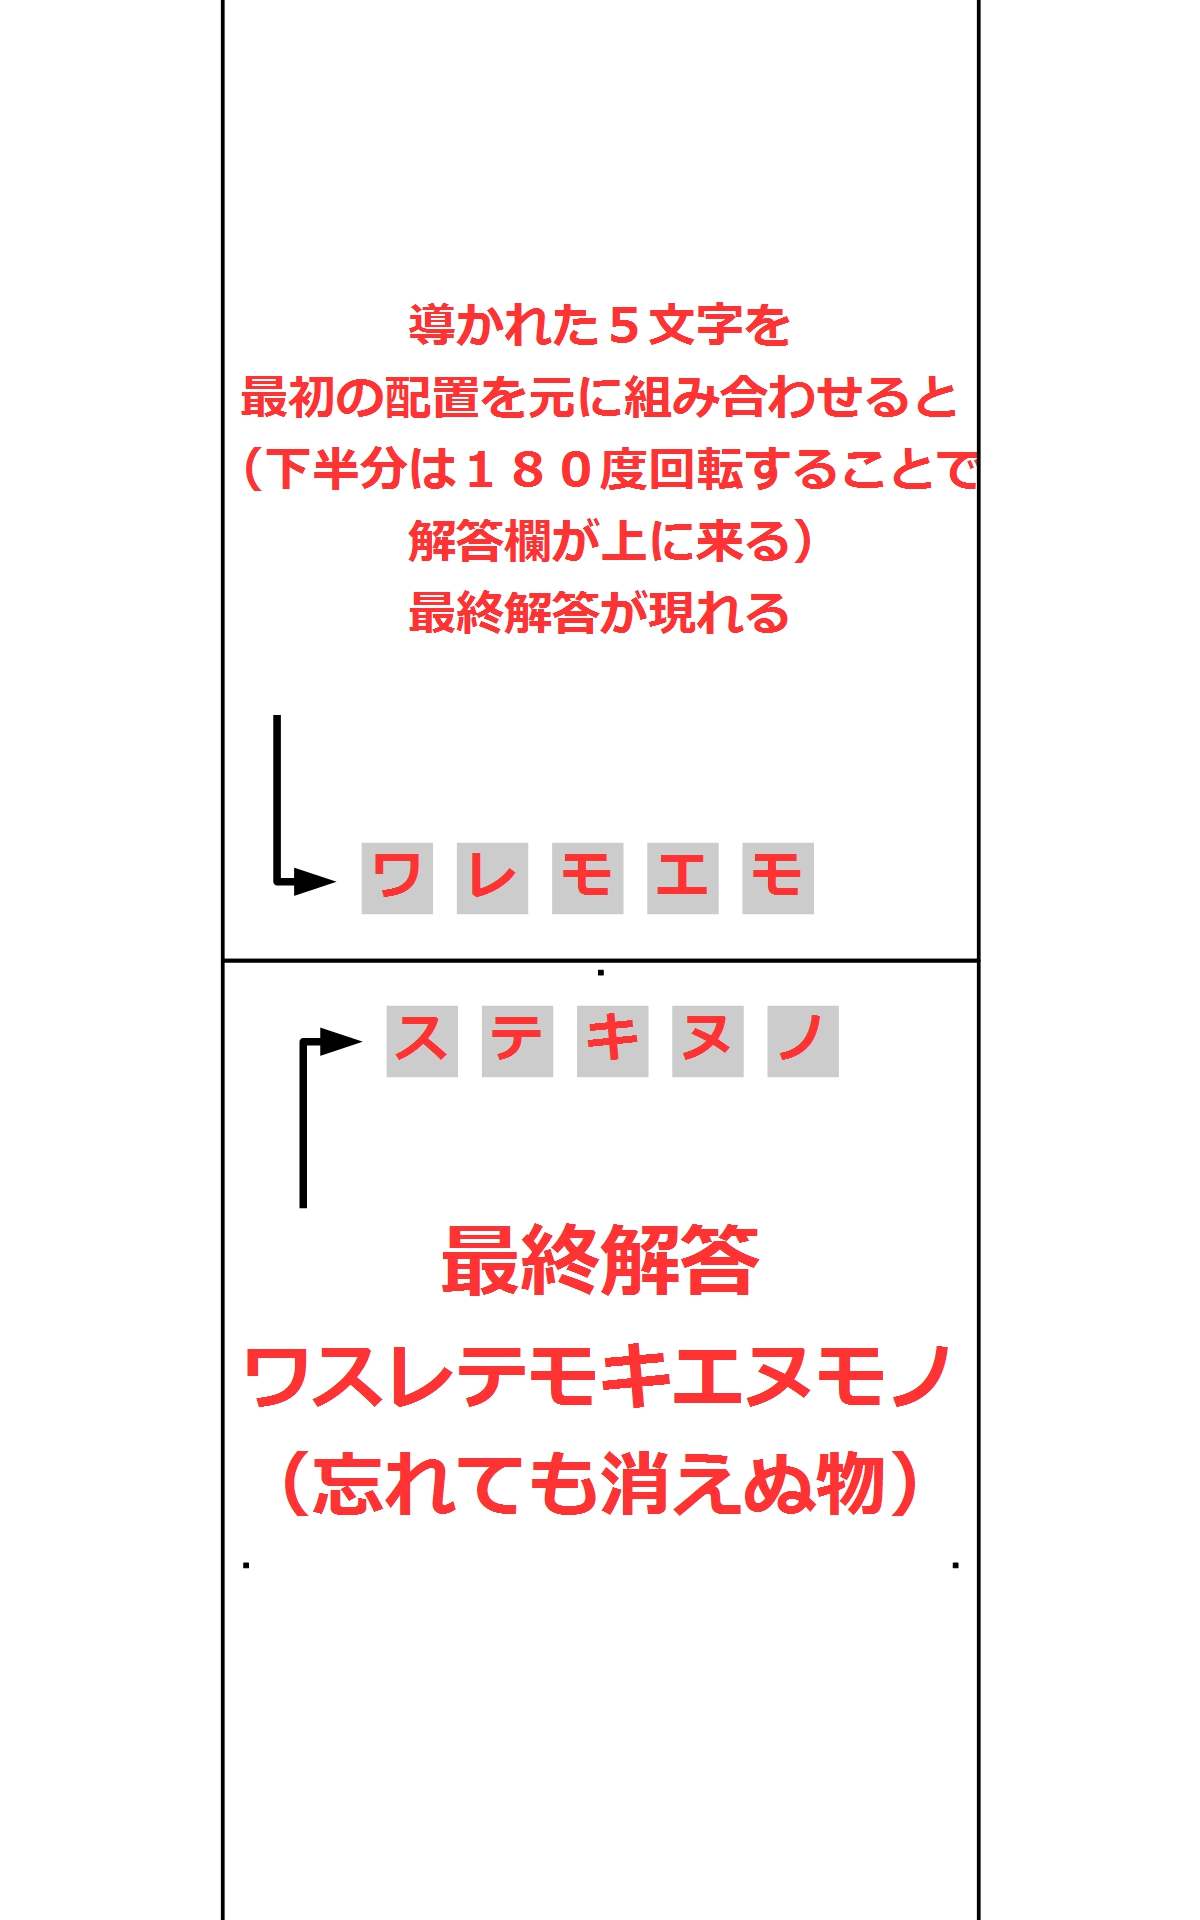 導かれた５文字を
最初の配置を元に組み合わせると
（下半分は１８０度回転することで
解答欄が上に来る）
最終解答が現れる
ワレモエモ
ステキヌノ
最終解答
ワスレテモキエヌモノ
（忘れても消えぬ物）